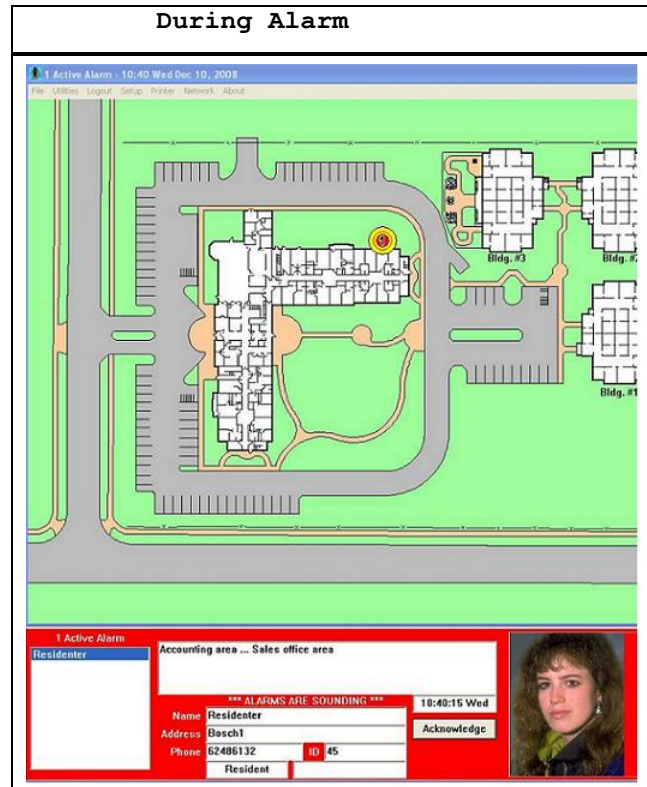 During Alarm
1 Active Alarm - 10:40 Wed Dec 10, 2008
File Utilities Logout Setup Printer Network About
Bldg. #3
Bldg. #2
Bldg. #1
1 Active Alarm
Residenter
Accounting area ... Sales office area
*** ALARMS ARE SOUNDING ***
10:40:15 Wed
Name Residenter
Address Bosch1
Acknowledge
Phone 62486132 ID 45
Resident